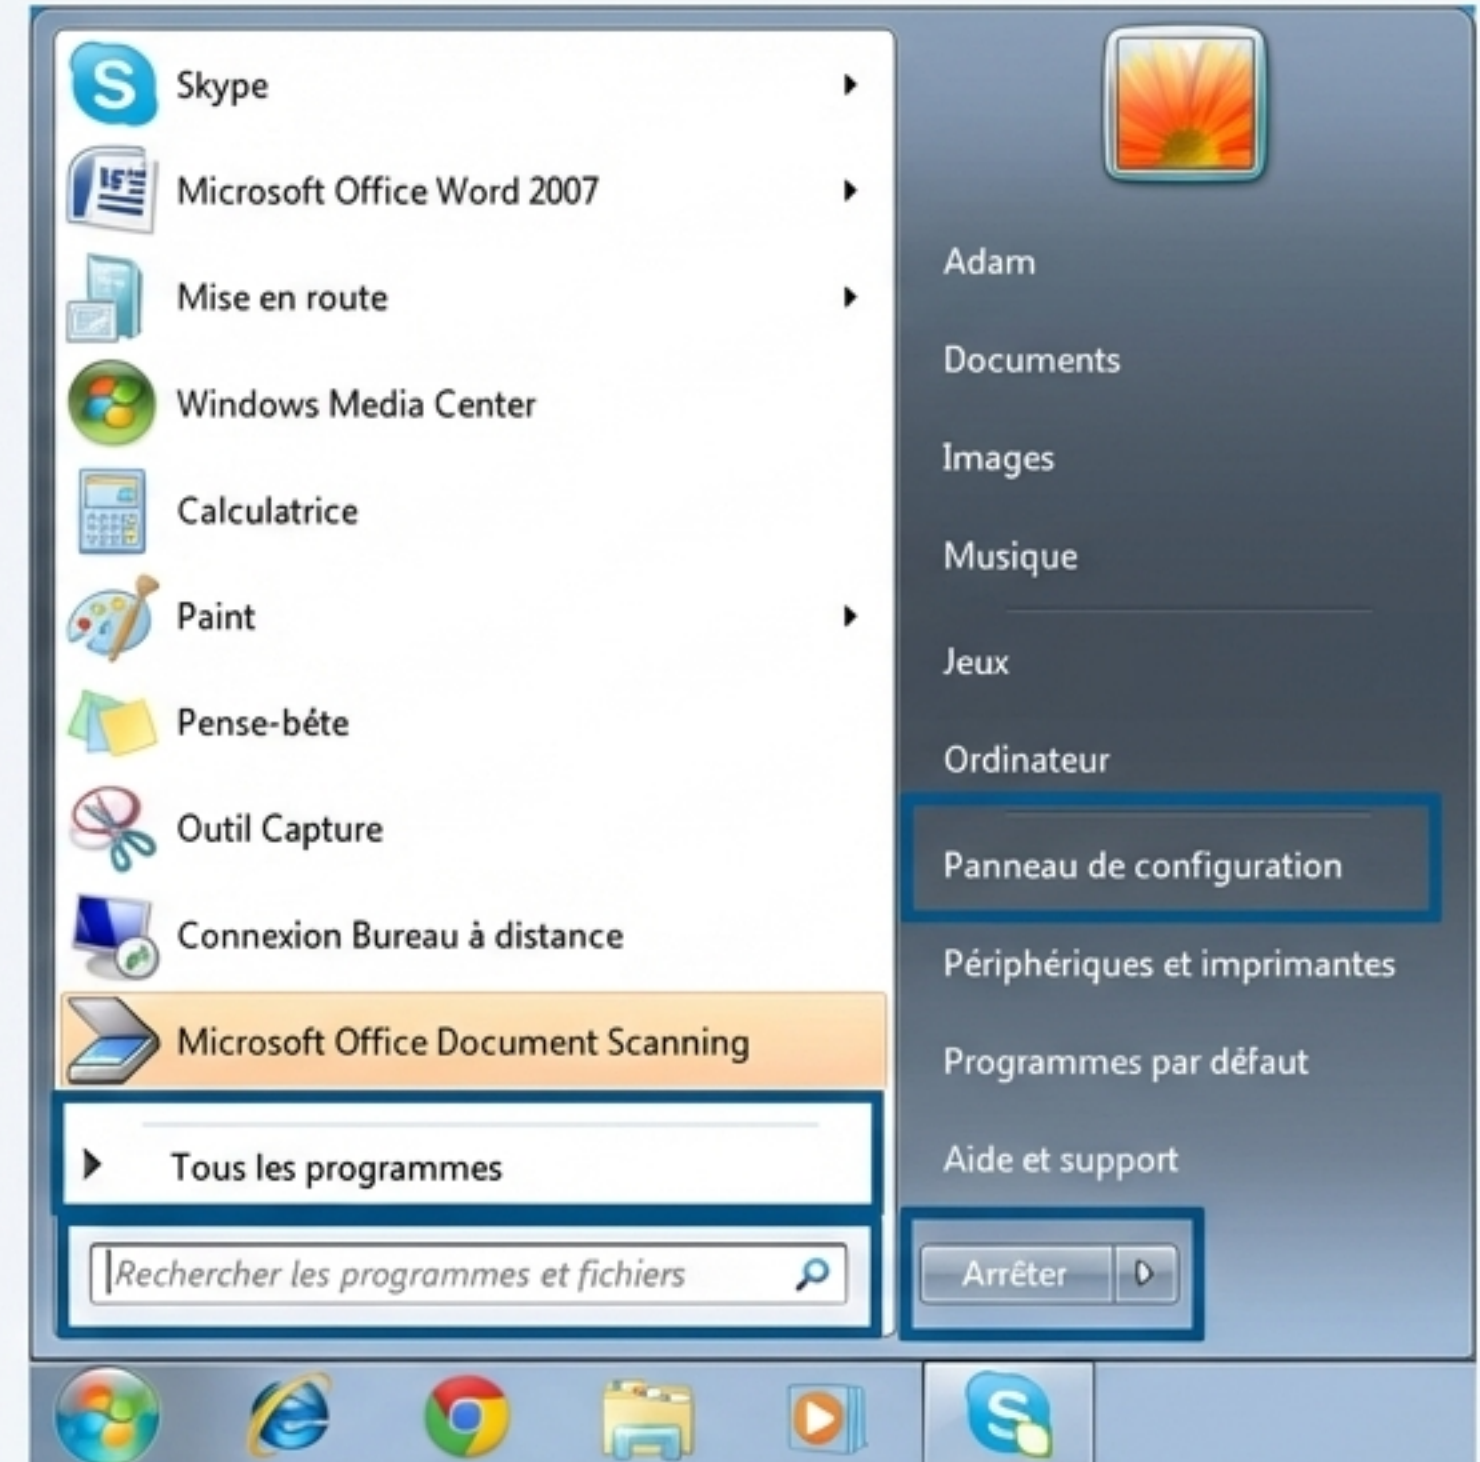 Skype
Microsoft Office Word 2007
Mise en route
Windows Media Center
Calculatrice
Paint
Pense-béte
Outil Capture
Connexion Bureau à distance
Microsoft Office Document Scanning
Tous les programmes
Rechercher les programmes et fichiers
Adam
Documents
Images
Musique
Jeux
Ordinateur
Panneau de configuration
Périphériques et imprimantes
Programmes par défaut
Aide et support
Arrêter